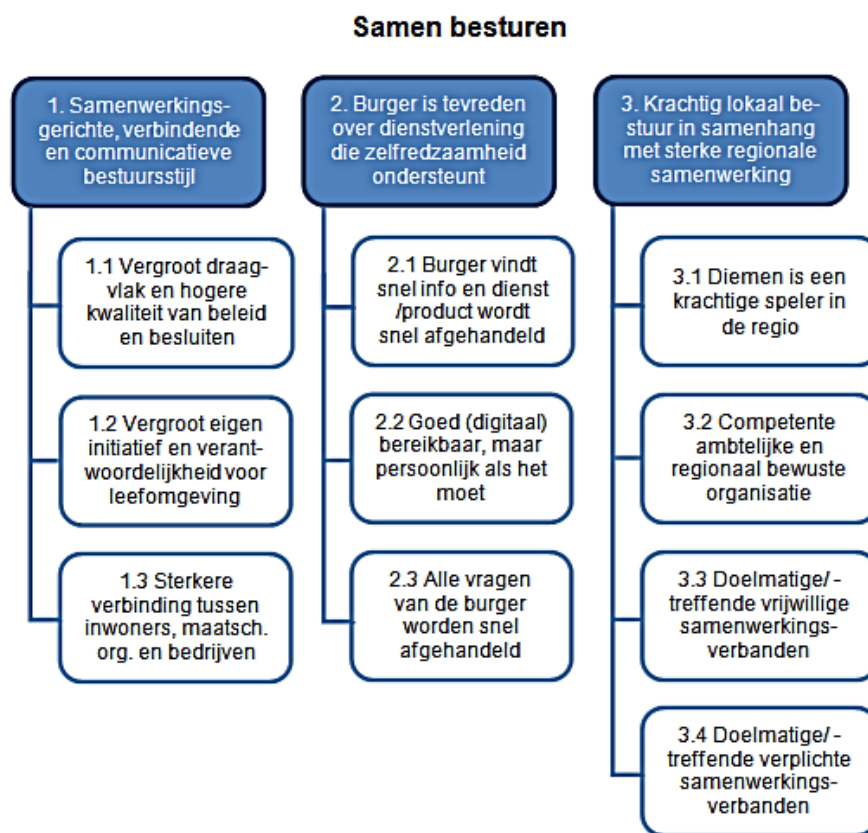 Samen besturen
1. Samenwerkings-
gerichte, verbindende
en communicatieve
bestuursstijl
1.1 Vergroot draag-
vlak en hogere
kwaliteit van beleid
en besluiten
1.2 Vergroot eigen
initiatief en verant-
woordelijkheid voor
leefomgeving
1.3 Sterkere
verbinding tussen
inwoners, maatsch.
org. en bedrijven
2. Burger is tevreden
over dienstverlening
die zelfredzaamheid
ondersteunt
2.1 Burger vindt
snel info en dienst
/product wordt
snel afgehandeld
2.2 Goed (digitaal)
bereikbaar, maar
persoonlijk als het
moet
2.3 Alle vragen
van de burger
worden snel
afgehandeld
3. Krachtig lokaal be-
stuur in samenhang
met sterke regionale
samenwerking
3.1 Diemen is een
krachtige speler in
de regio
3.2 Competente
ambtelijke en
regionaal bewuste
organisatie
3.3 Doelmatige/ -
treffende vrijwillige
samenwerkings-
verbanden
3.4 Doelmatige/ -
treffende verplichte
samenwerkings-
verbanden